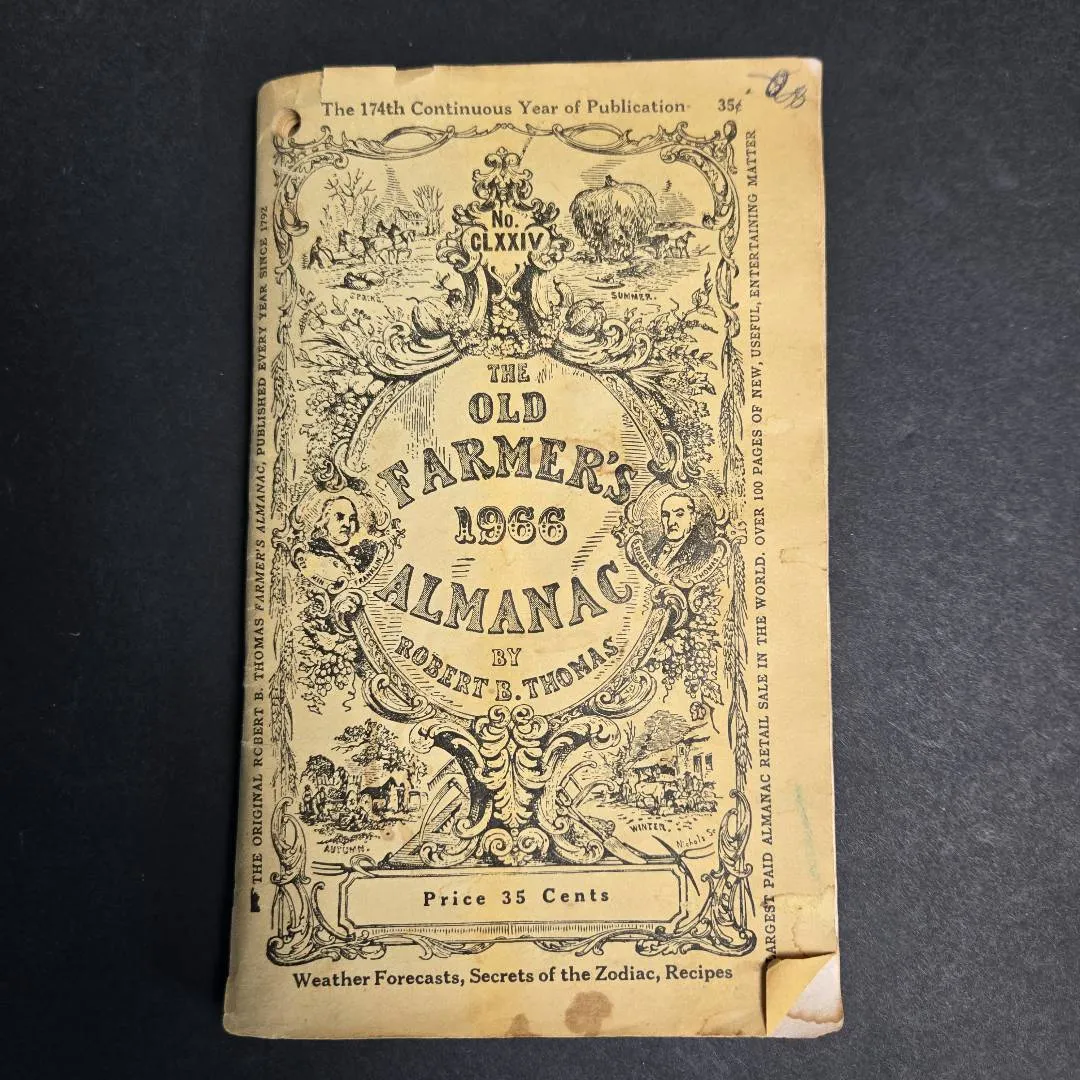 The 174th Continuous Year of Publication 35¢
No.
CLXXIV
SPRING.
SUMMER.
THE
OLD
FARMER'S
1966
ALMANAC
BY
ROBERT B. THOMAS
AUTUMN.
WINTER.
Nichols Sc
Price 35 Cents
Weather Forecasts, Secrets of the Zodiac, Recipes
THE ORIGINAL ROBERT B. THOMAS FARMER'S ALMANAC, PUBLISHED EVERY YEAR SINCE 1792
ARGEST PAID ALMANAC RETAIL SALE IN THE WORLD. OVER 100 PAGES OF NEW, USEFUL, ENTERTAINING MATTER